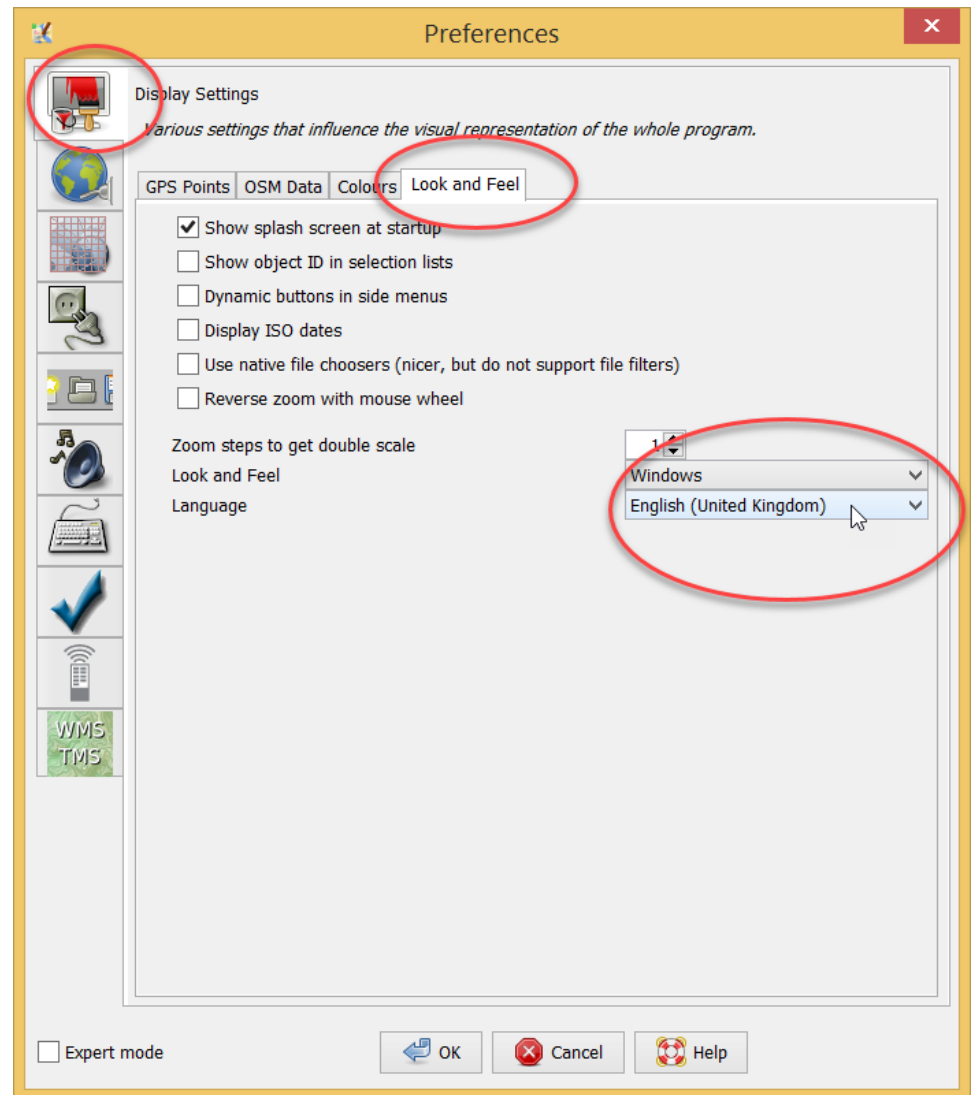 Preferences
Display Settings
Various settings that influence the visual representation of the whole program.
GPS Points OSM Data Colours Look and Feel
Show splash screen at startup
Show object ID in selection lists
Dynamic buttons in side menus
Display ISO dates
Use native file choosers (nicer, but do not support file filters)
Reverse zoom with mouse wheel
Zoom steps to get double scale 1
Look and Feel Windows
Language English (United Kingdom)
WMS
TMS
Expert mode OK Cancel Help